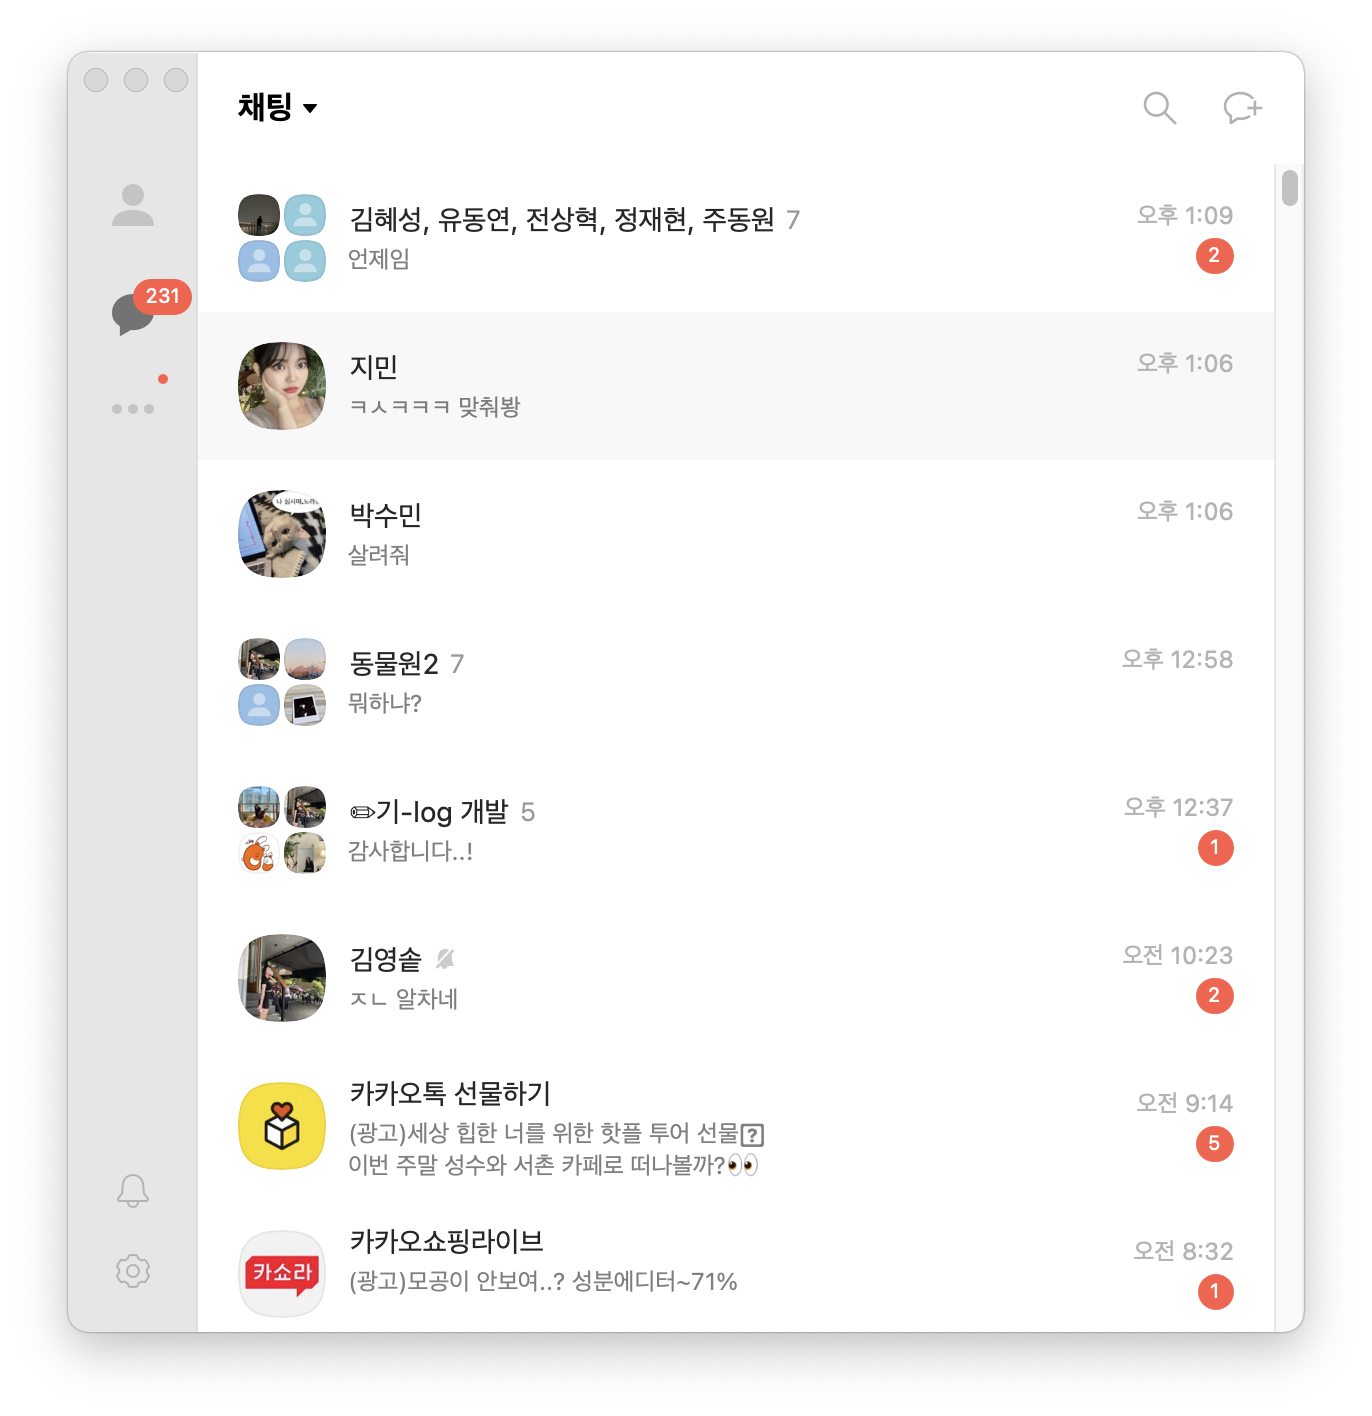 채팅
231
김혜성, 유동연, 전상혁, 정재현, 주동원 7
오후 1:09
언제임
2
지민
오후 1:06
ㅋㅅㅋㅋㅋ 맞춰봥
나 심시며,노라.
박수민
오후 1:06
살려줘
동물원2 7
오후 12:58
뭐하냐?
✏기-log 개발 5
오후 12:37
감사합니다..!
1
김영솥
오전 10:23
ㅈㄴ 알차네
2
카카오톡 선물하기
오전 9:14
(광고)세상 힙한 너를 위한 핫플 투어 선물?
5
이번 주말 성수와 서촌 카페로 떠나볼까?👀
카카오쇼핑라이브
오전 8:32
카쇼라
(광고)모공이 안보여..? 성분에디터~71%
1